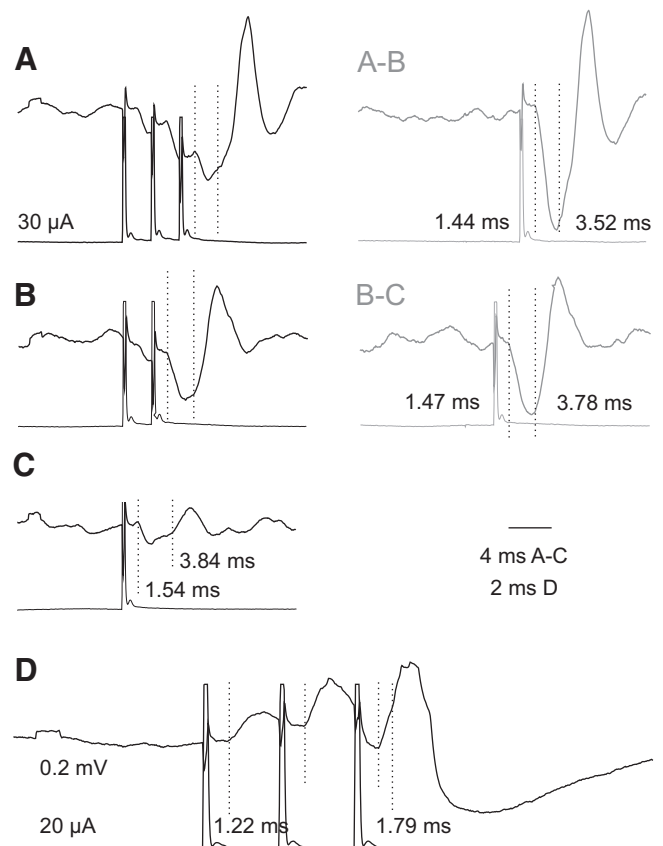 A
A-B
30 µA
1.44 ms
3.52 ms
B
B-C
1.47 ms
3.78 ms
C
3.84 ms
1.54 ms
4 ms A-C
2 ms D
D
0.2 mV
20 µA
1.22 ms
1.79 ms